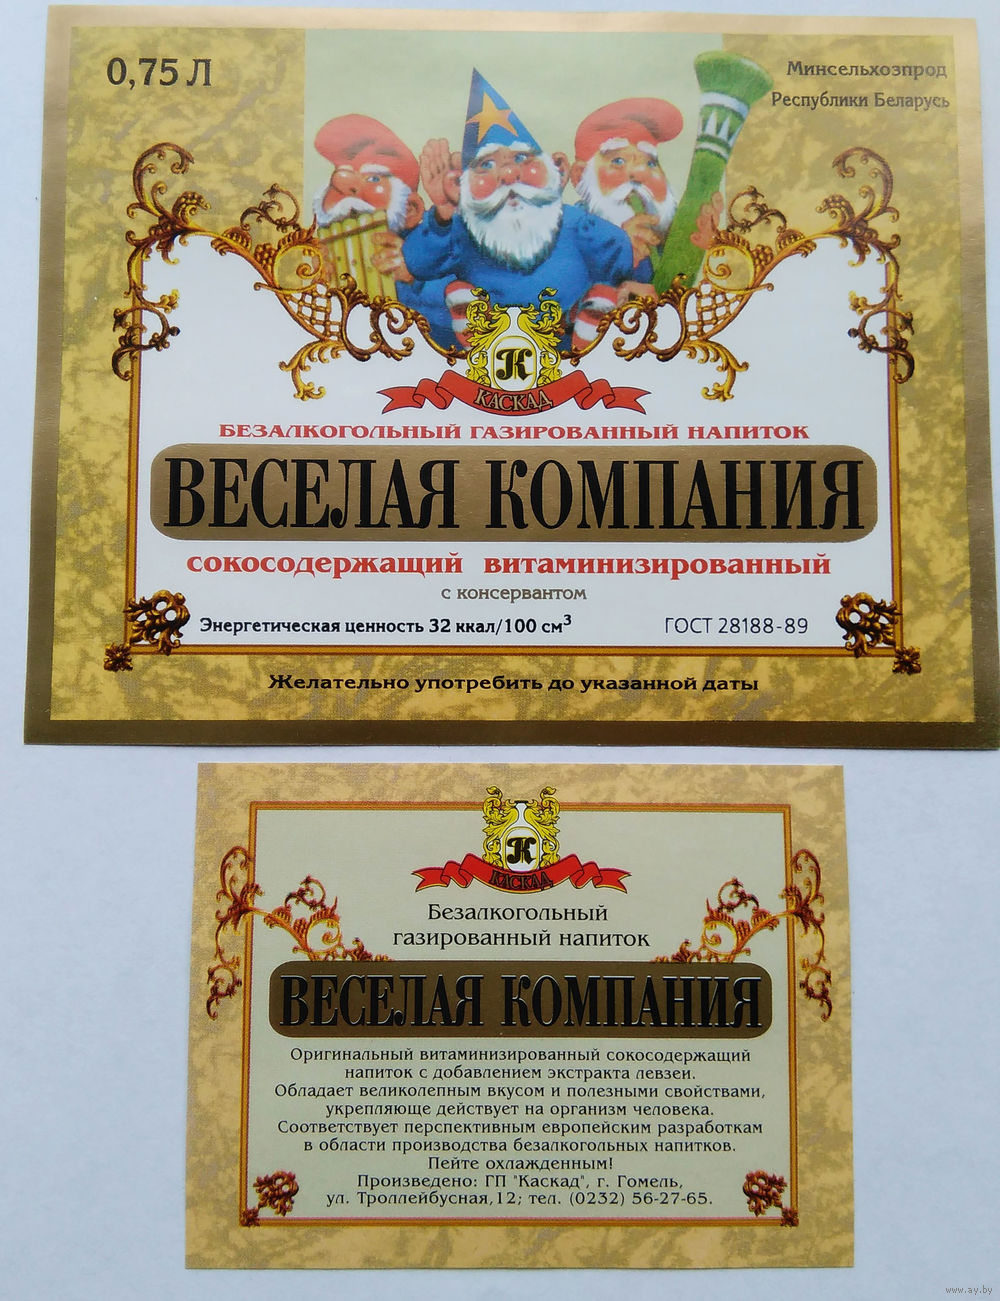 0,75 Л
Минсельхозпрод
Республики Беларусь
К
КАСКАД
БЕЗАЛКОГОЛЬНЫЙ ГАЗИРОВАННЫЙ НАПИТОК
ВЕСЕЛАЯ КОМПАНИЯ
СОКОСОДЕРЖАЩИЙ ВИТАМИНИЗИРОВАННЫЙ
с консервантом
Энергетическая ценность 32 ккал/100 см³
ГОСТ 28188-89
Желательно употребить до указанной даты
К
КАСКАД
Безалкогольный
газированный напиток
ВЕСЕЛАЯ КОМПАНИЯ
Оригинальный витаминизированный сокосодержащий
напиток с добавлением экстракта левзеи.
Обладает великолепным вкусом и полезными свойствами,
укрепляюще действует на организм человека.
Соответствует перспективным европейским разработкам
в области производства безалкогольных напитков.
Пейте охлажденным!
Произведено: ГП "Каскад", г. Гомель,
ул. Троллейбусная,12; тел. (0232) 56-27-65.
www.ay.by